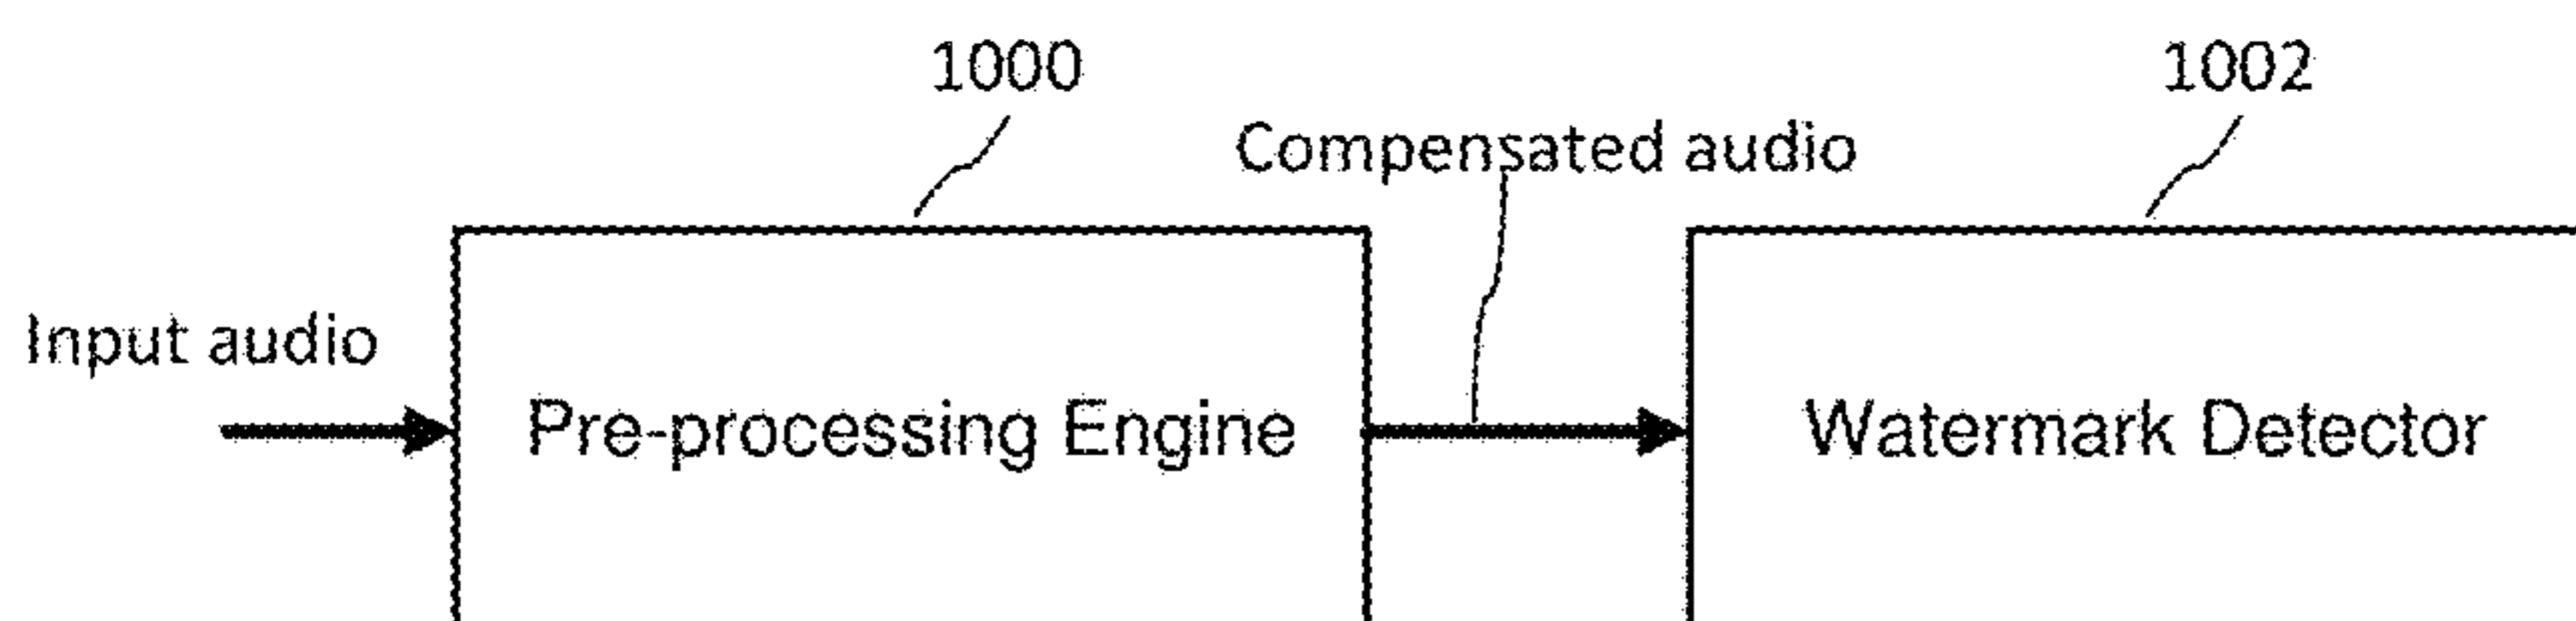 1000
1002
Compensated audio
Input audio
Pre-processing Engine
Watermark Detector